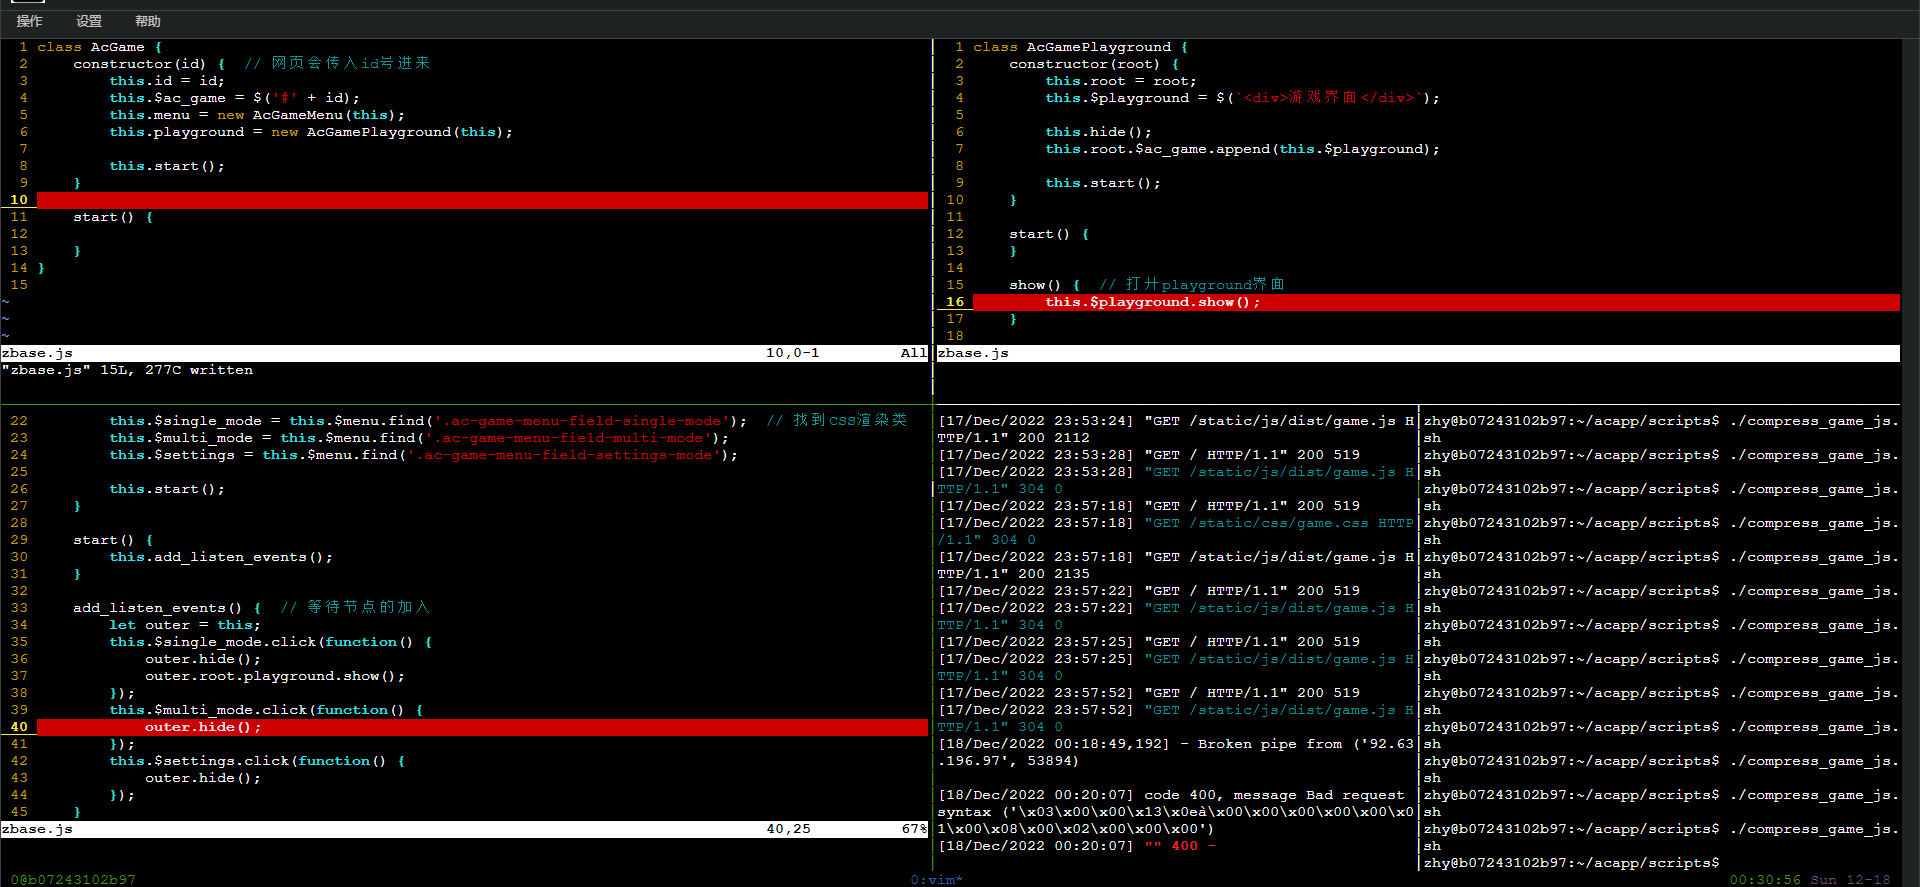 操作 设置 帮助
1 class AcGame {
2     constructor(id) {  // 网页会传入id号进来
3         this.id = id;
4         this.$ac_game = $('#' + id);
5         this.menu = new AcGameMenu(this);
6         this.playground = new AcGamePlayground(this);
7
8         this.start();
9     }
10
11     start() {
12
13     }
14 }
15
~
~
~
zbase.js 10,0-1 All
"zbase.js" 15L, 277C written
1 class AcGamePlayground {
2     constructor(root) {
3         this.root = root;
4         this.$playground = $(`<div>游戏界面</div>`);
5
6         this.hide();
7         this.root.$ac_game.append(this.$playground);
8
9         this.start();
10     }
11
12     start() {
13     }
14
15     show() {  // 打开playground界面
16         this.$playground.show();
17     }
18
zbase.js
22         this.$single_mode = this.$menu.find('.ac-game-menu-field-single-mode');  // 找到CSS渲染类
23         this.$multi_mode = this.$menu.find('.ac-game-menu-field-multi-mode');
24         this.$settings = this.$menu.find('.ac-game-menu-field-settings-mode');
25
26         this.start();
27     }
28
29     start() {
30         this.add_listen_events();
31     }
32
33     add_listen_events() {  // 等待节点的加入
34         let outer = this;
35         this.$single_mode.click(function() {
36             outer.hide();
37             outer.root.playground.show();
38         });
39         this.$multi_mode.click(function() {
40             outer.hide();
41         });
42         this.$settings.click(function() {
43             outer.hide();
44         });
45     }
zbase.js 40,25 67%
[17/Dec/2022 23:53:24] "GET /static/js/dist/game.js H
TTP/1.1" 200 2112
[17/Dec/2022 23:53:28] "GET / HTTP/1.1" 200 519
[17/Dec/2022 23:53:28] "GET /static/js/dist/game.js H
TTP/1.1" 304 0
[17/Dec/2022 23:57:18] "GET / HTTP/1.1" 200 519
[17/Dec/2022 23:57:18] "GET /static/css/game.css HTTP
/1.1" 304 0
[17/Dec/2022 23:57:18] "GET /static/js/dist/game.js H
TTP/1.1" 200 2135
[17/Dec/2022 23:57:22] "GET / HTTP/1.1" 200 519
[17/Dec/2022 23:57:22] "GET /static/js/dist/game.js H
TTP/1.1" 304 0
[17/Dec/2022 23:57:25] "GET / HTTP/1.1" 200 519
[17/Dec/2022 23:57:25] "GET /static/js/dist/game.js H
TTP/1.1" 304 0
[17/Dec/2022 23:57:52] "GET / HTTP/1.1" 200 519
[17/Dec/2022 23:57:52] "GET /static/js/dist/game.js H
TTP/1.1" 304 0
[18/Dec/2022 00:18:49,192] - Broken pipe from ('92.63
.196.97', 53894)
[18/Dec/2022 00:20:07] code 400, message Bad request
syntax ('\x03\x00\x00\x13\x0eà\x00\x00\x00\x00\x00\x0
1\x00\x08\x00\x02\x00\x00\x00')
[18/Dec/2022 00:20:07] "" 400 -
zhy@b07243102b97:~/acapp/scripts$ ./compress_game_js.
sh
zhy@b07243102b97:~/acapp/scripts$ ./compress_game_js.
sh
zhy@b07243102b97:~/acapp/scripts$ ./compress_game_js.
sh
zhy@b07243102b97:~/acapp/scripts$ ./compress_game_js.
sh
zhy@b07243102b97:~/acapp/scripts$ ./compress_game_js.
sh
zhy@b07243102b97:~/acapp/scripts$ ./compress_game_js.
sh
zhy@b07243102b97:~/acapp/scripts$ ./compress_game_js.
sh
zhy@b07243102b97:~/acapp/scripts$ ./compress_game_js.
sh
zhy@b07243102b97:~/acapp/scripts$ ./compress_game_js.
sh
zhy@b07243102b97:~/acapp/scripts$ ./compress_game_js.
sh
zhy@b07243102b97:~/acapp/scripts$ ./compress_game_js.
sh
zhy@b07243102b97:~/acapp/scripts$ ./compress_game_js.
sh
zhy@b07243102b97:~/acapp/scripts$ ./compress_game_js.
sh
zhy@b07243102b97:~/acapp/scripts$
0@b07243102b97 0:vim* 00:30:56 Sun 12-18